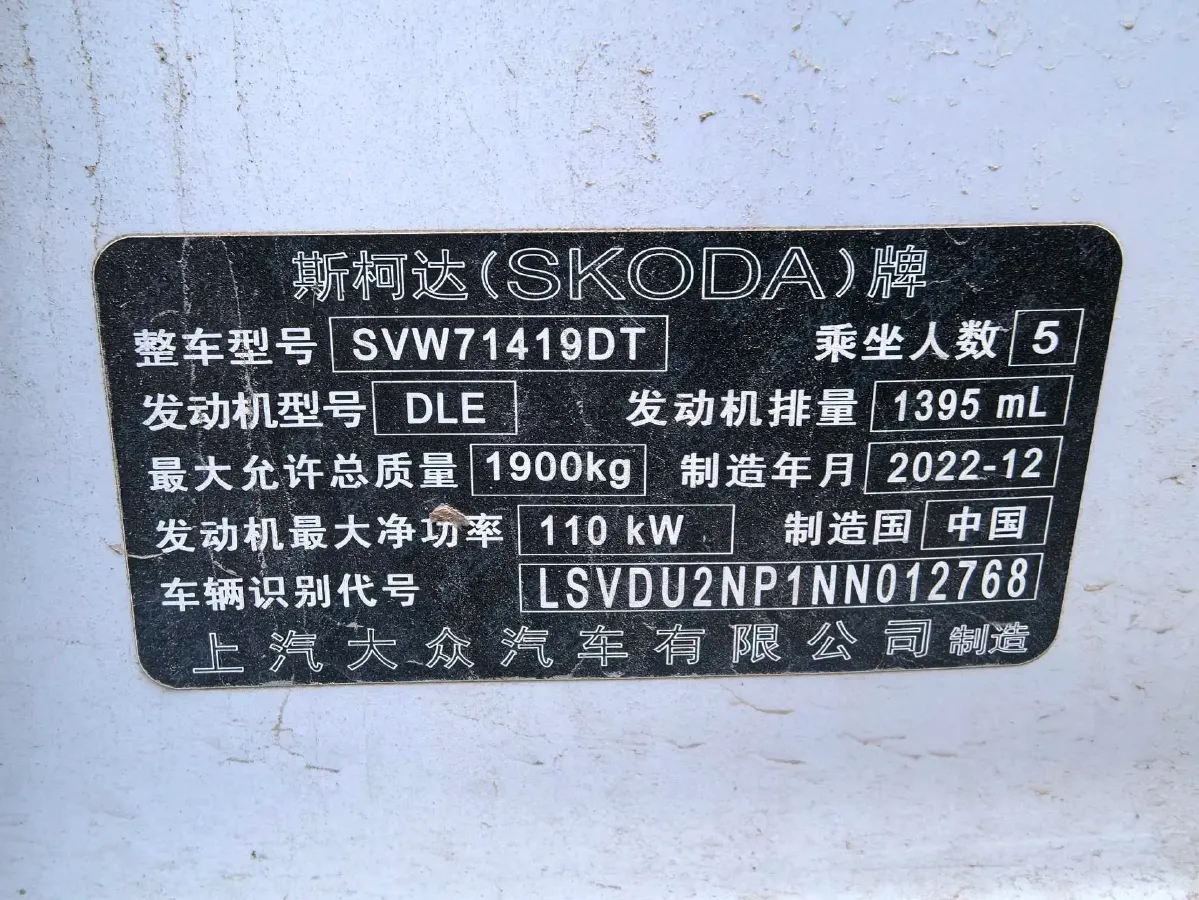 斯柯达(SKODA)牌
整车型号 SVW71419DT 乘坐人数 5
发动机型号 DLE 发动机排量 1395 mL
最大允许总质量 1900kg 制造年月 2022-12
发动机最大净功率 110 kW 制造国 中国
车辆识别代号 LSVDU2NP1NN012768
上汽大众汽车有限公司 制造